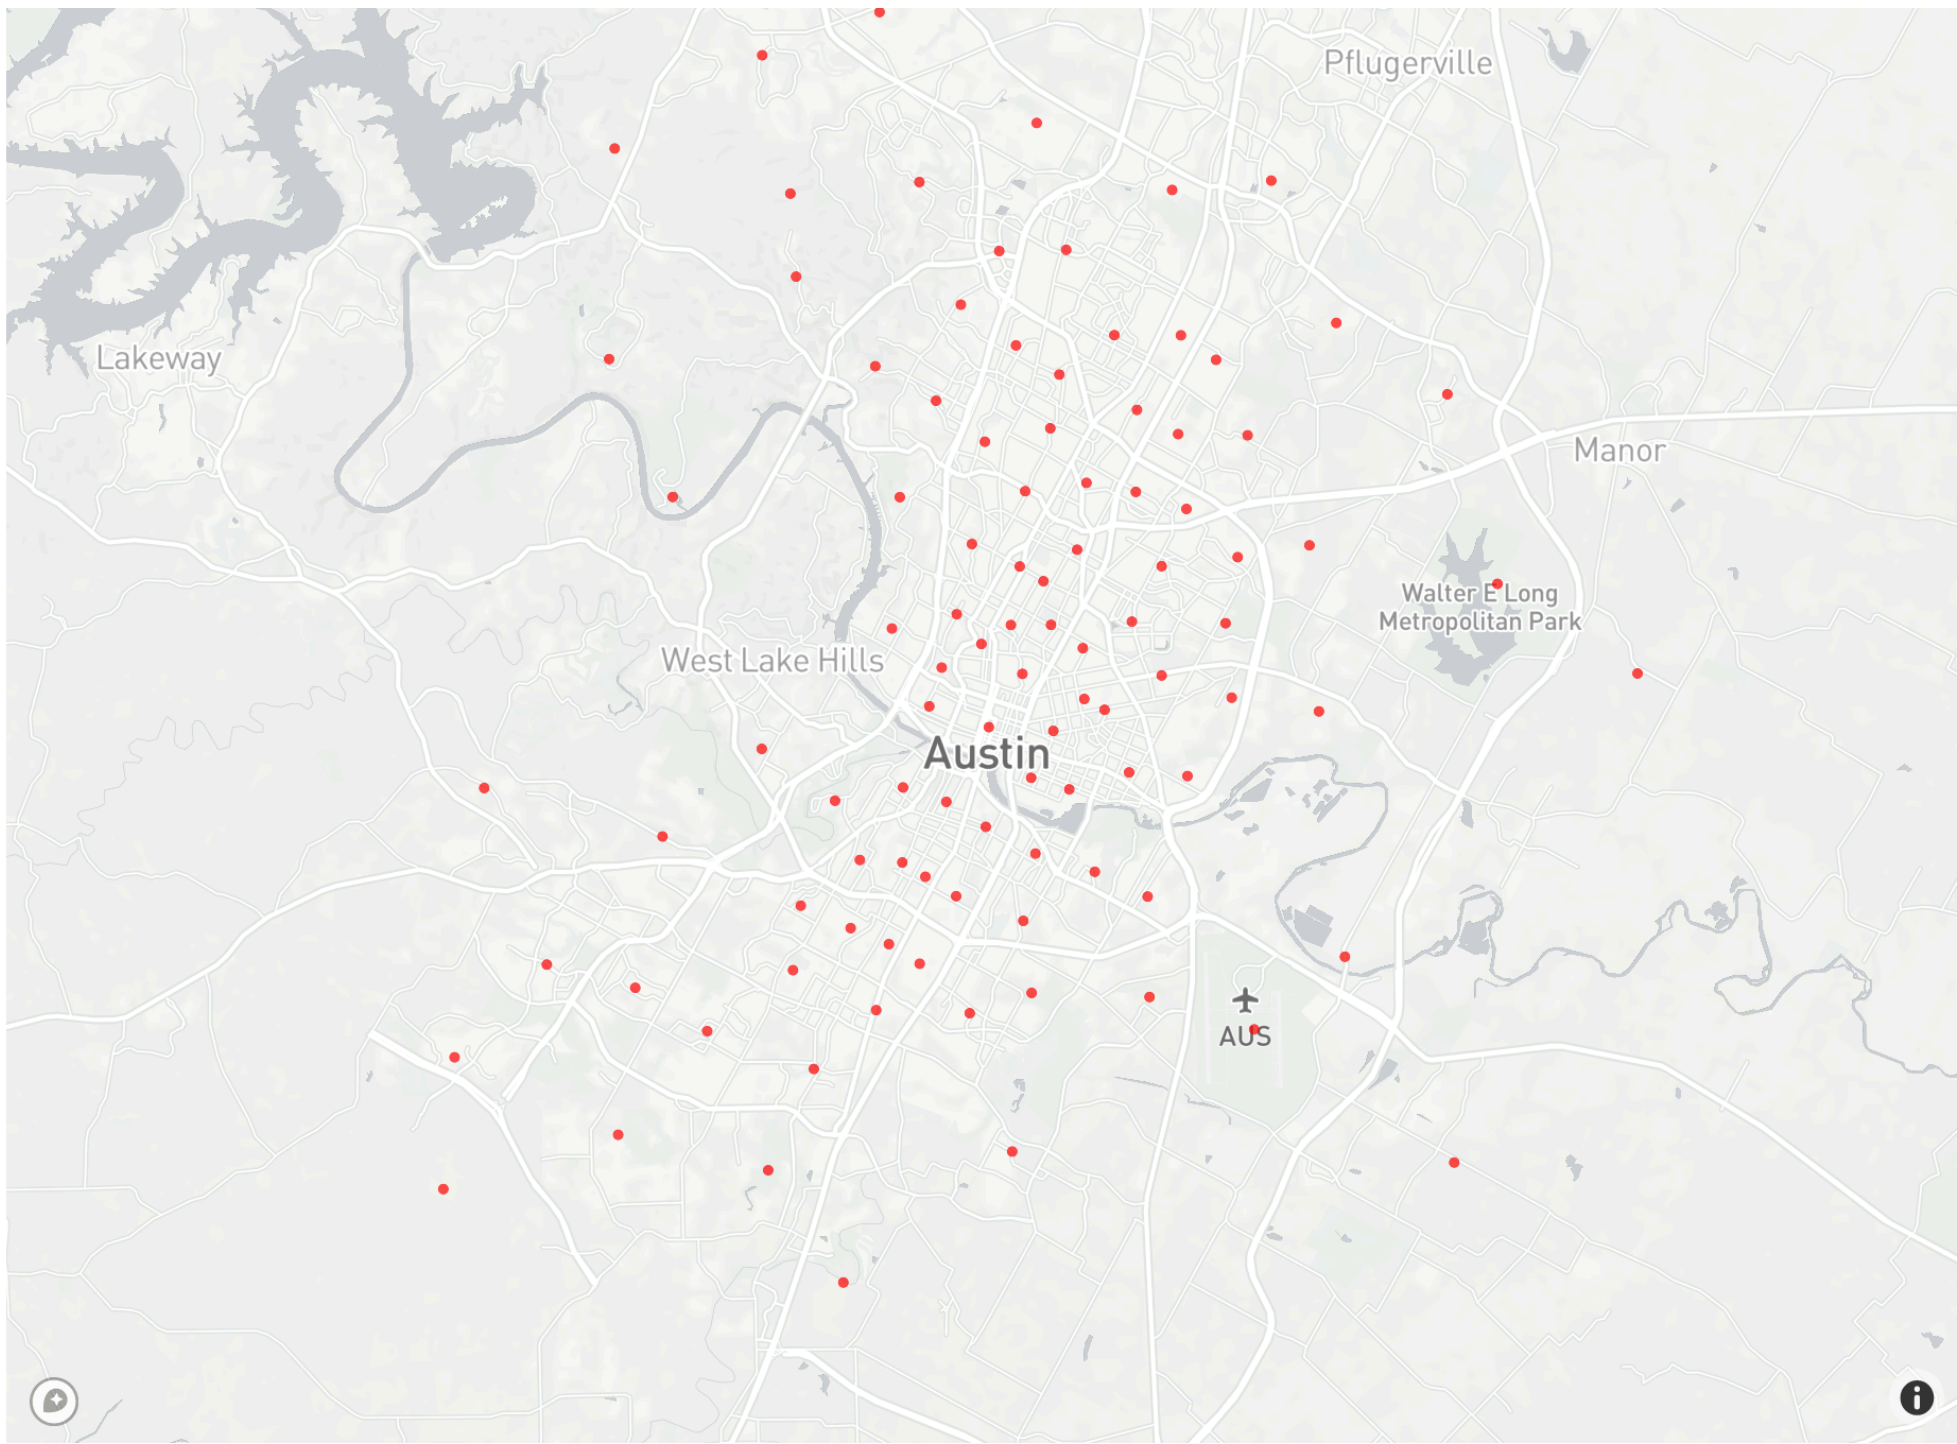 Pflugerville
Lakeway
Manor
Walter E Long
Metropolitan Park
West Lake Hills
Austin
AUS